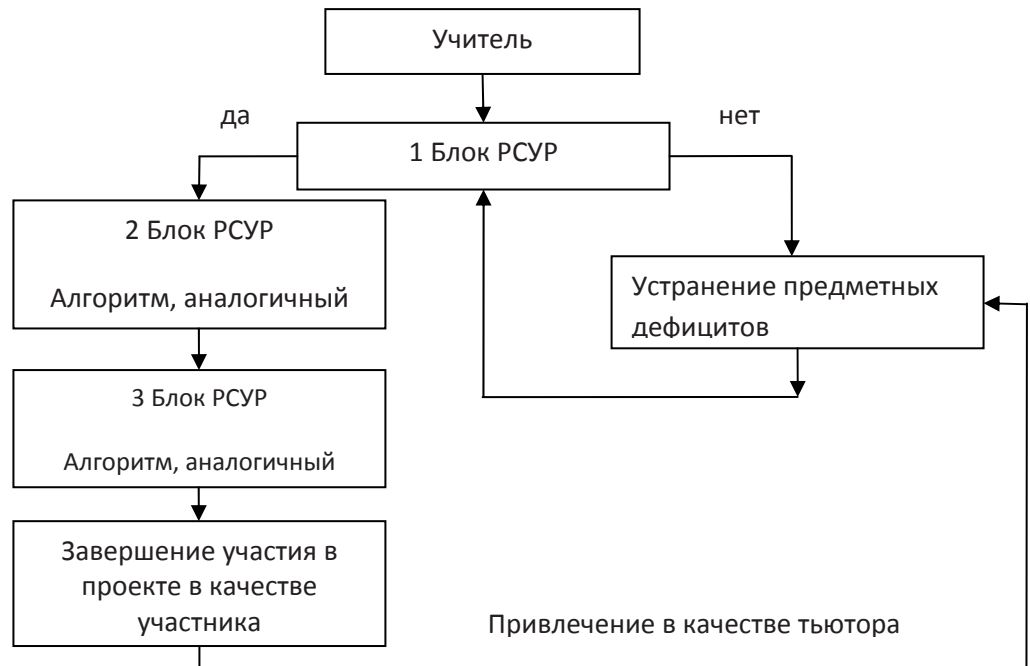 Учитель
да
нет
1 Блок РСУР
2 Блок РСУР
Алгоритм, аналогичный
Устранение предметных
дефицитов
3 Блок РСУР
Алгоритм, аналогичный
Завершение участия в
проекте в качестве
участника
Привлечение в качестве тьютора